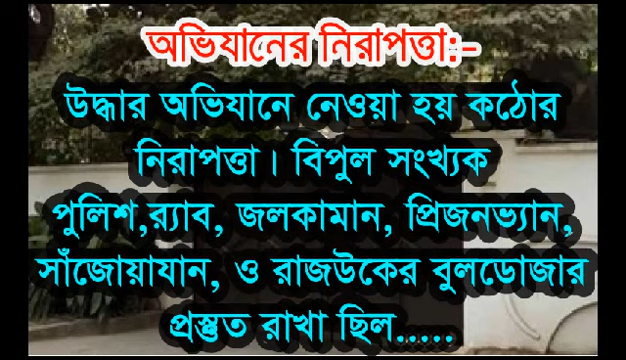 অভিযানের নিরাপত্তা:-
উদ্ধার অভিযানে নেওয়া হয় কঠোর
নিরাপত্তা। বিপুল সংখ্যক
পুলিশ,র‍্যাব, জলকামান, প্রিজনভ্যান,
সাঁজোয়াযান, ও রাজউকের বুলডোজার
প্রস্তুত রাখা ছিল.....